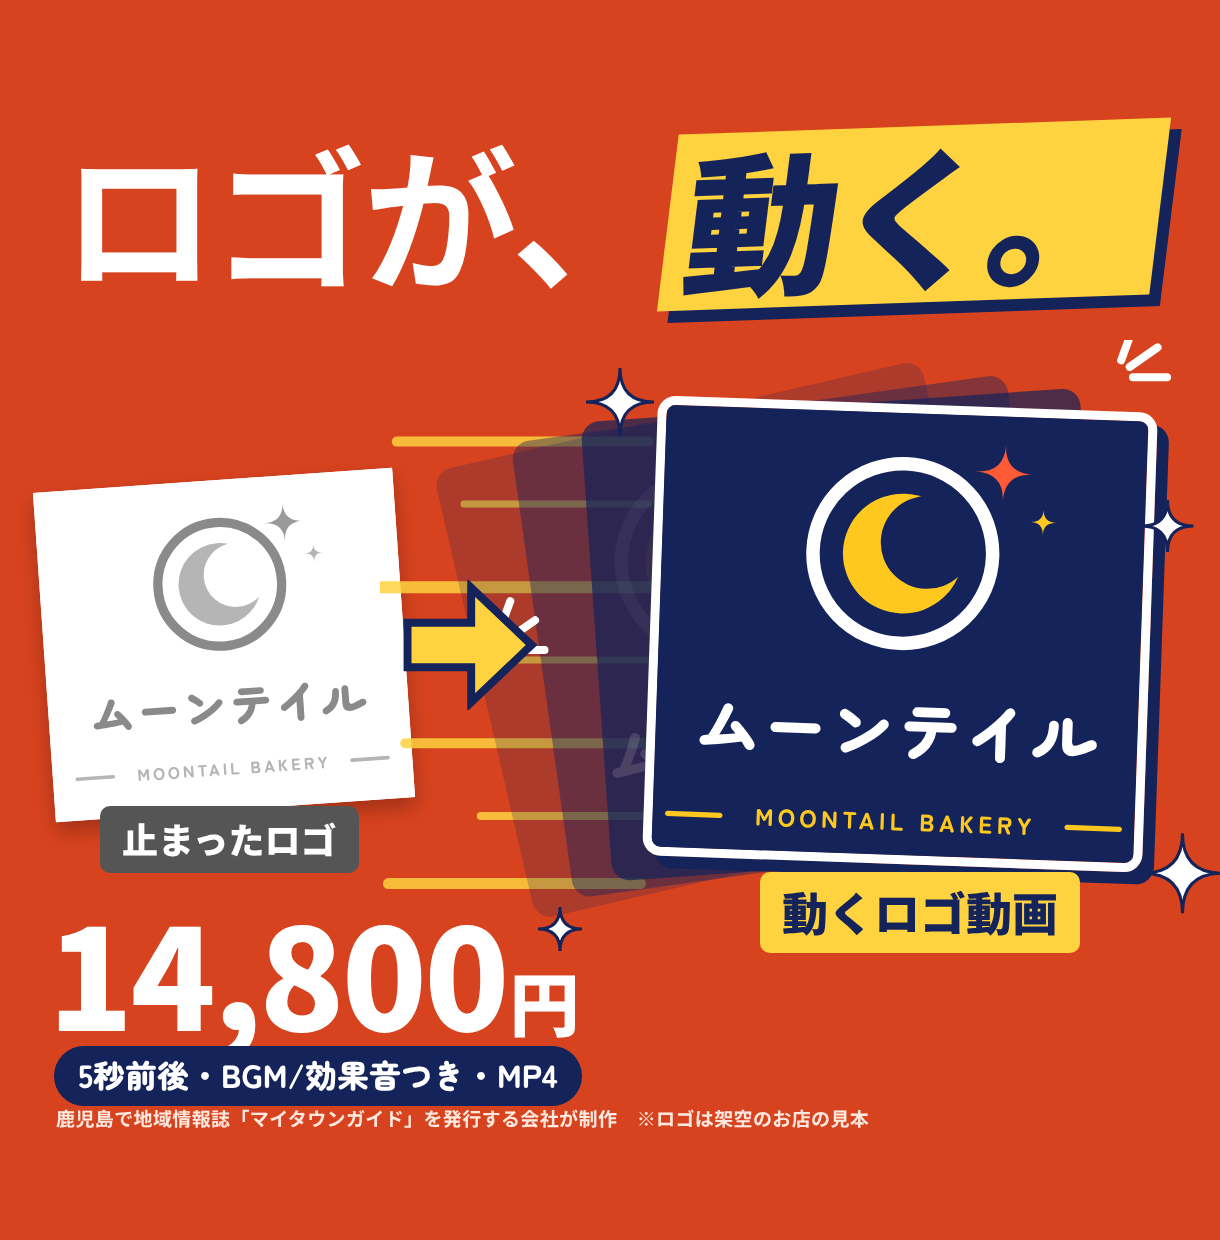 ロゴが、動く。
ムーンテイル
MOONTAIL BAKERY
止まったロゴ
ムーンテイル
MOONTAIL BAKERY
動くロゴ動画
14,800円
5秒前後・BGM/効果音つき・MP4
鹿児島で地域情報誌「マイタウンガイド」を発行する会社が制作　※ロゴは架空のお店の見本